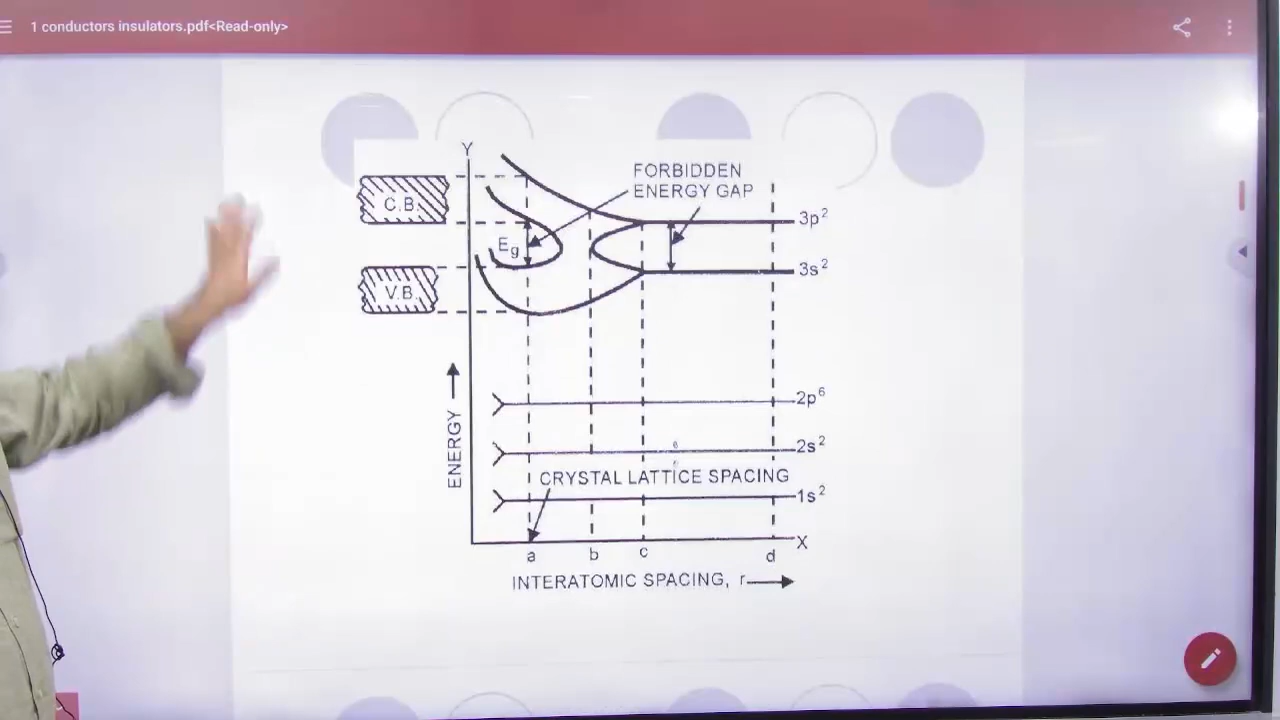 1 conductors insulators.pdf<Read-only>
Y
FORBIDDEN
ENERGY GAP
C.B.
3p²
Eg
3s²
V.B.
2p⁶
ENERGY
2s²
CRYSTAL LATTICE SPACING
1s²
X
a b c d
INTERATOMIC SPACING, r